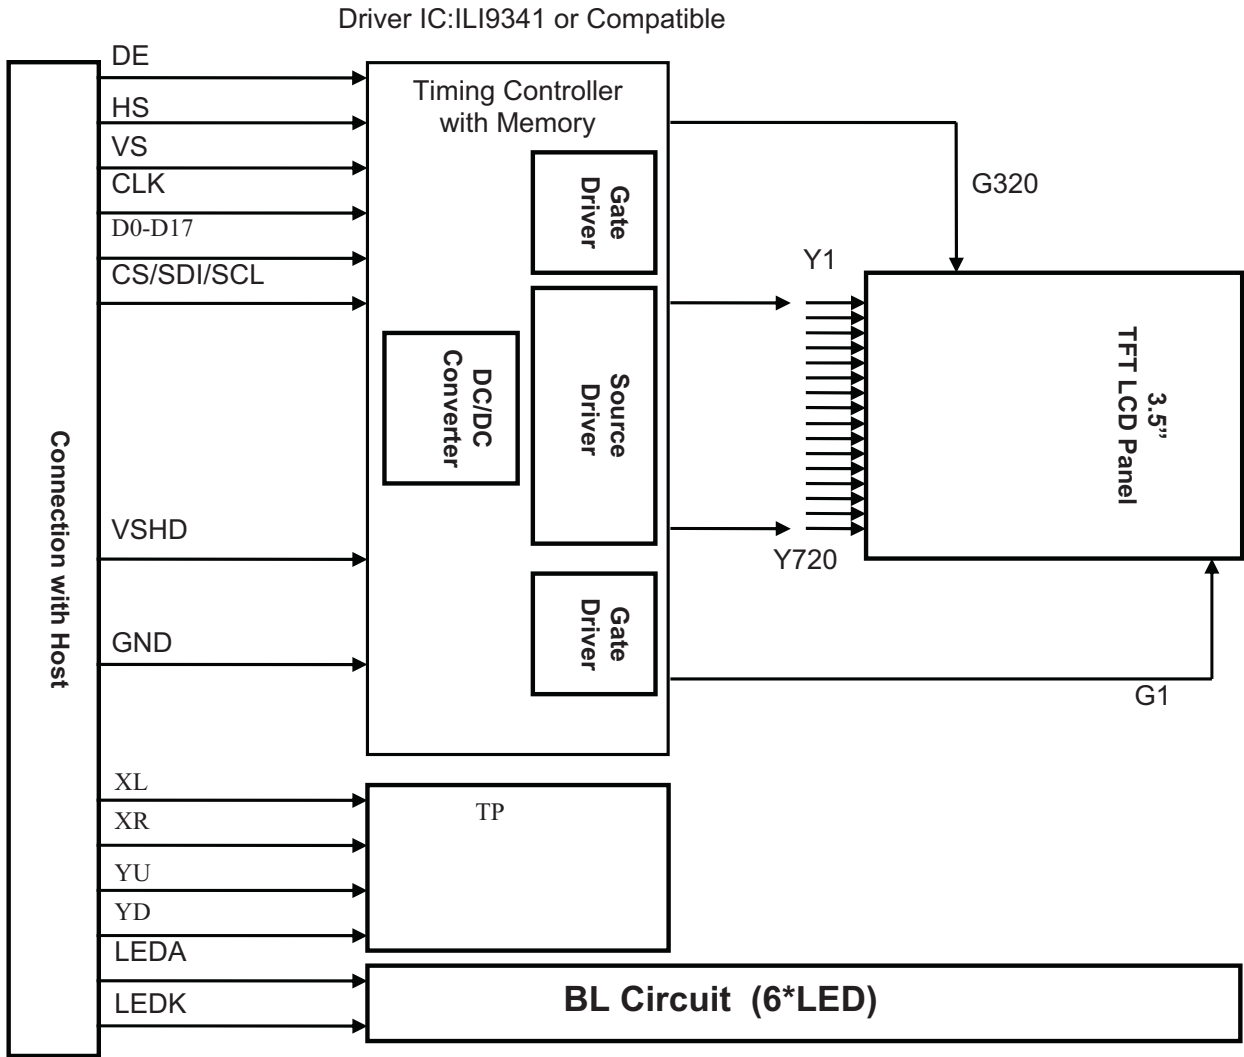 Driver IC:ILI9341 or Compatible
DE
HS
VS
CLK
D0-D17
CS/SDI/SCL
VSHD
GND
XL
XR
YU
YD
LEDA
LEDK
Connection with Host
Timing Controller
with Memory
Gate
Driver
DC/DC
Converter
Source
Driver
Gate
Driver
G320
Y1
Y720
G1
3.5”
TFT LCD Panel
TP
BL Circuit (6*LED)